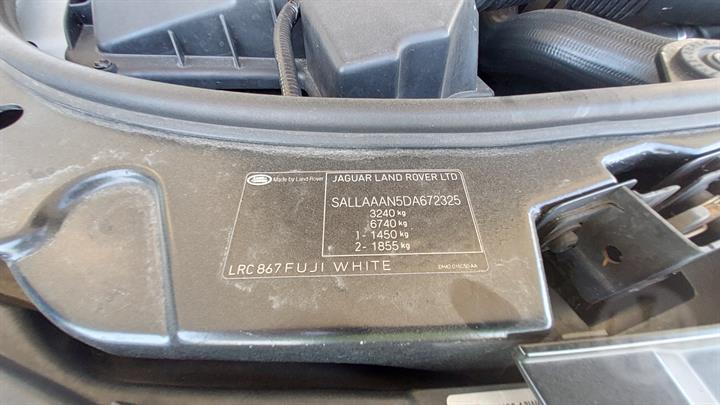 Made by Land Rover
JAGUAR LAND ROVER LTD
SALLAAAN5DA672325
3240 kg
6740 kg
1- 1450 kg
2- 1855 kg
LRC 867 FUJI WHITE